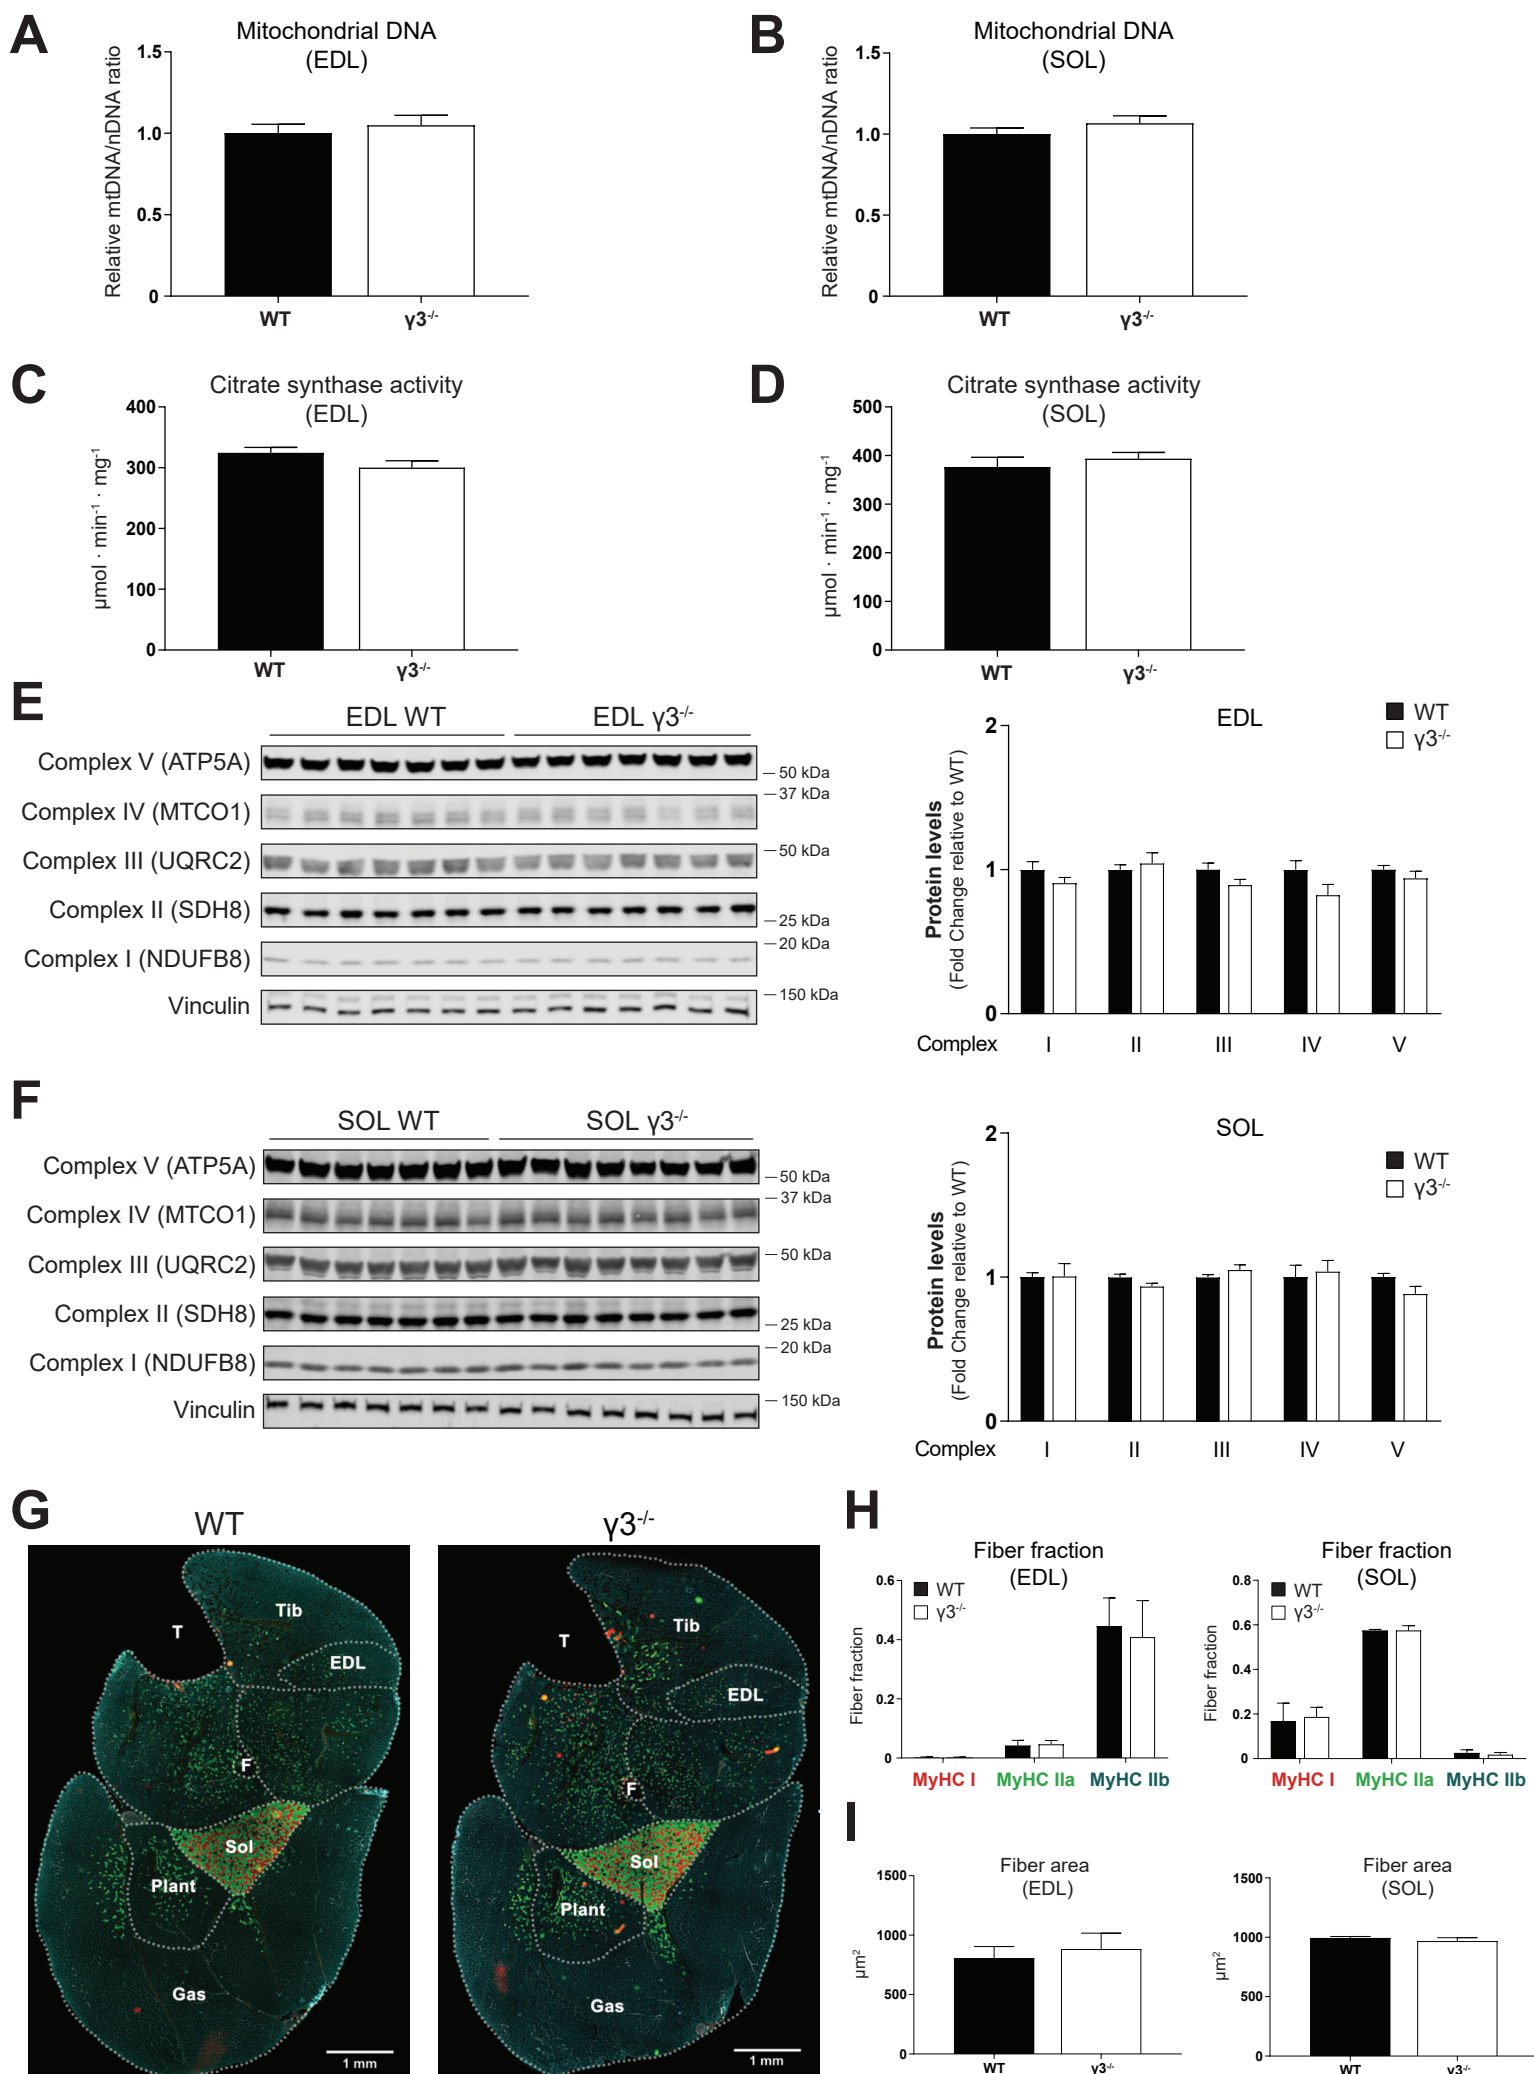 A
Mitochondrial DNA
(EDL)
Relative mtDNA/nDNA ratio
1.5
1.0
0.5
0
WT
γ3-/-
B
Mitochondrial DNA
(SOL)
Relative mtDNA/nDNA ratio
1.5
1.0
0.5
0
WT
γ3-/-
C
Citrate synthase activity
(EDL)
µmol · min-1 · mg-1
400
300
200
100
0
WT
γ3-/-
D
Citrate synthase activity
(SOL)
µmol · min-1 · mg-1
500
400
300
200
100
0
WT
γ3-/-
E
EDL WT
EDL γ3-/-
Complex V (ATP5A)
50 kDa
Complex IV (MTCO1)
37 kDa
Complex III (UQRC2)
50 kDa
Complex II (SDH8)
25 kDa
Complex I (NDUFB8)
20 kDa
Vinculin
150 kDa
EDL
WT
γ3-/-
Protein levels
(Fold Change relative to WT)
2
1
0
Complex I II III IV V
F
SOL WT
SOL γ3-/-
Complex V (ATP5A)
50 kDa
Complex IV (MTCO1)
37 kDa
Complex III (UQRC2)
50 kDa
Complex II (SDH8)
25 kDa
Complex I (NDUFB8)
20 kDa
Vinculin
150 kDa
SOL
WT
γ3-/-
Protein levels
(Fold Change relative to WT)
2
1
0
Complex I II III IV V
G
WT
T
Tib
EDL
F
Sol
Plant
Gas
1 mm
γ3-/-
T
Tib
EDL
F
Sol
Plant
Gas
1 mm
H
Fiber fraction
(EDL)
WT
γ3-/-
Fiber fraction
0.6
0.4
0.2
0
MyHC I MyHC IIa MyHC IIb
Fiber fraction
(SOL)
WT
γ3-/-
Fiber fraction
0.8
0.6
0.4
0.2
0
MyHC I MyHC IIa MyHC IIb
I
Fiber area
(EDL)
µm2
1500
1000
500
0
WT
γ3-/-
Fiber area
(SOL)
µm2
1500
1000
500
0
WT
γ3-/-